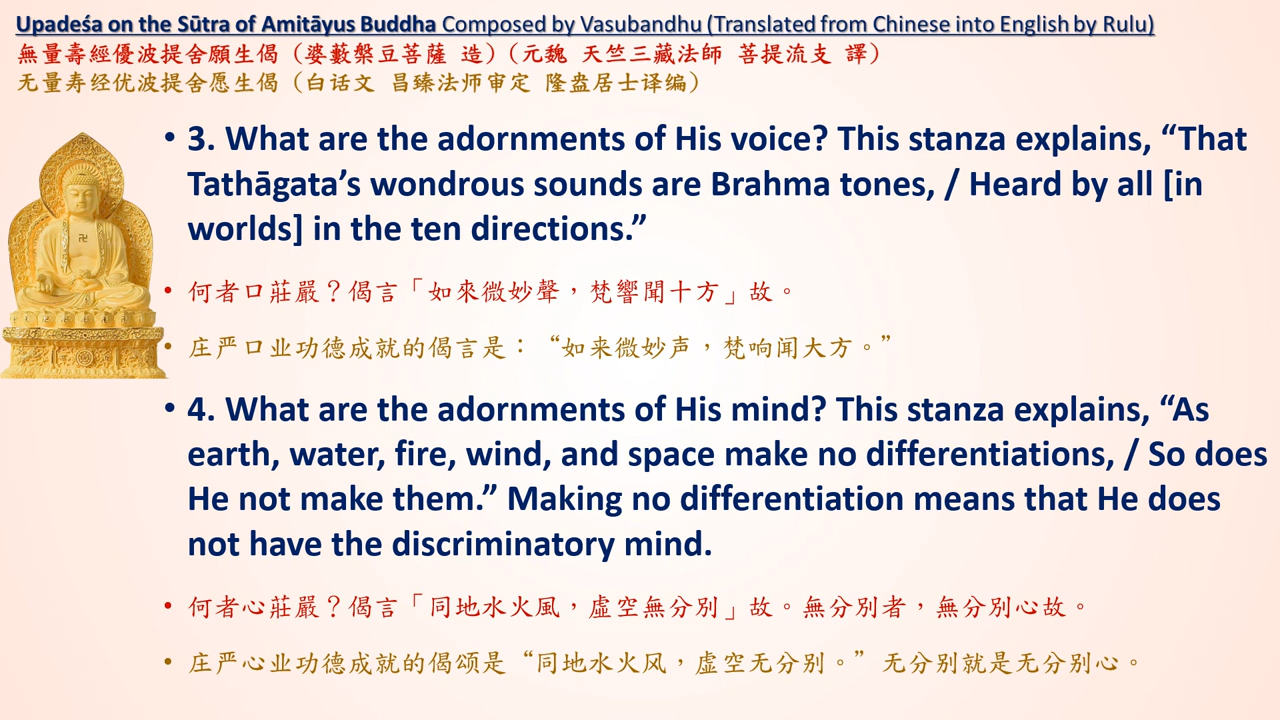 Upadeśa on the Sūtra of Amitāyus Buddha Composed by Vasubandhu (Translated from Chinese into English by Rulu)
無量壽經優波提舍願生偈（婆藪槃豆菩薩 造）（元魏 天竺三藏法師 菩提流支 譯）
无量寿经优波提舍愿生偈（白话文 昌臻法师审定 隆盎居士译编）
• 3. What are the adornments of His voice? This stanza explains, “That
Tathāgata’s wondrous sounds are Brahma tones, / Heard by all [in
worlds] in the ten directions.”
• 何者口莊嚴？偈言「如來微妙聲，梵響聞十方」故。
• 庄严口业功德成就的偈言是：“如来微妙声，梵响闻大方。”
• 4. What are the adornments of His mind? This stanza explains, “As
earth, water, fire, wind, and space make no differentiations, / So does
He not make them.” Making no differentiation means that He does
not have the discriminatory mind.
• 何者心莊嚴？偈言「同地水火風，虛空無分別」故。無分別者，無分別心故。
• 庄严心业功德成就的偈颂是“同地水火风，虚空无分别。”无分别就是无分别心。